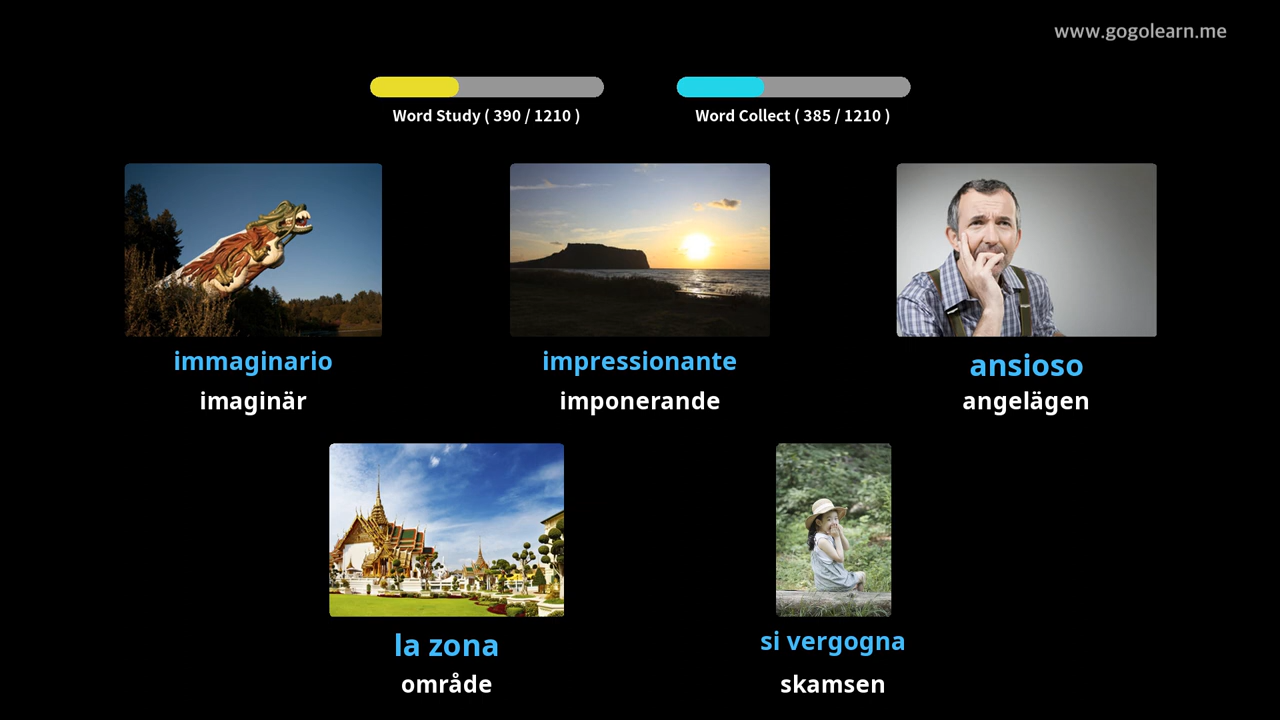 www.gogolearn.me
Word Study ( 390 / 1210 )
Word Collect ( 385 / 1210 )
immaginario
imaginär
impressionante
imponerande
ansioso
angelägen
la zona
område
si vergogna
skamsen